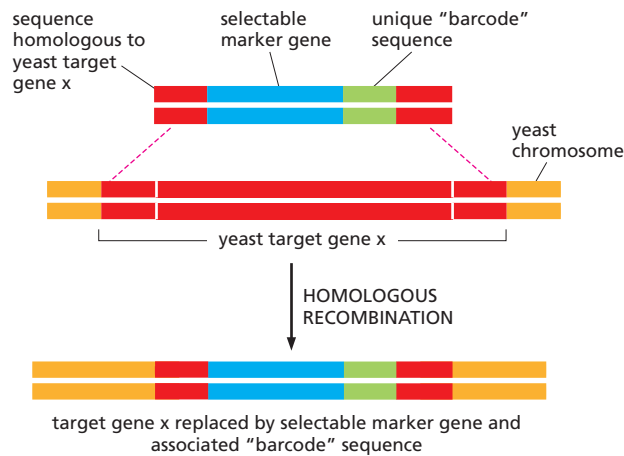 sequence
homologous to
yeast target
gene x
selectable
marker gene
unique “barcode”
sequence
yeast
chromosome
yeast target gene x
HOMOLOGOUS
RECOMBINATION
target gene x replaced by selectable marker gene and
associated “barcode” sequence